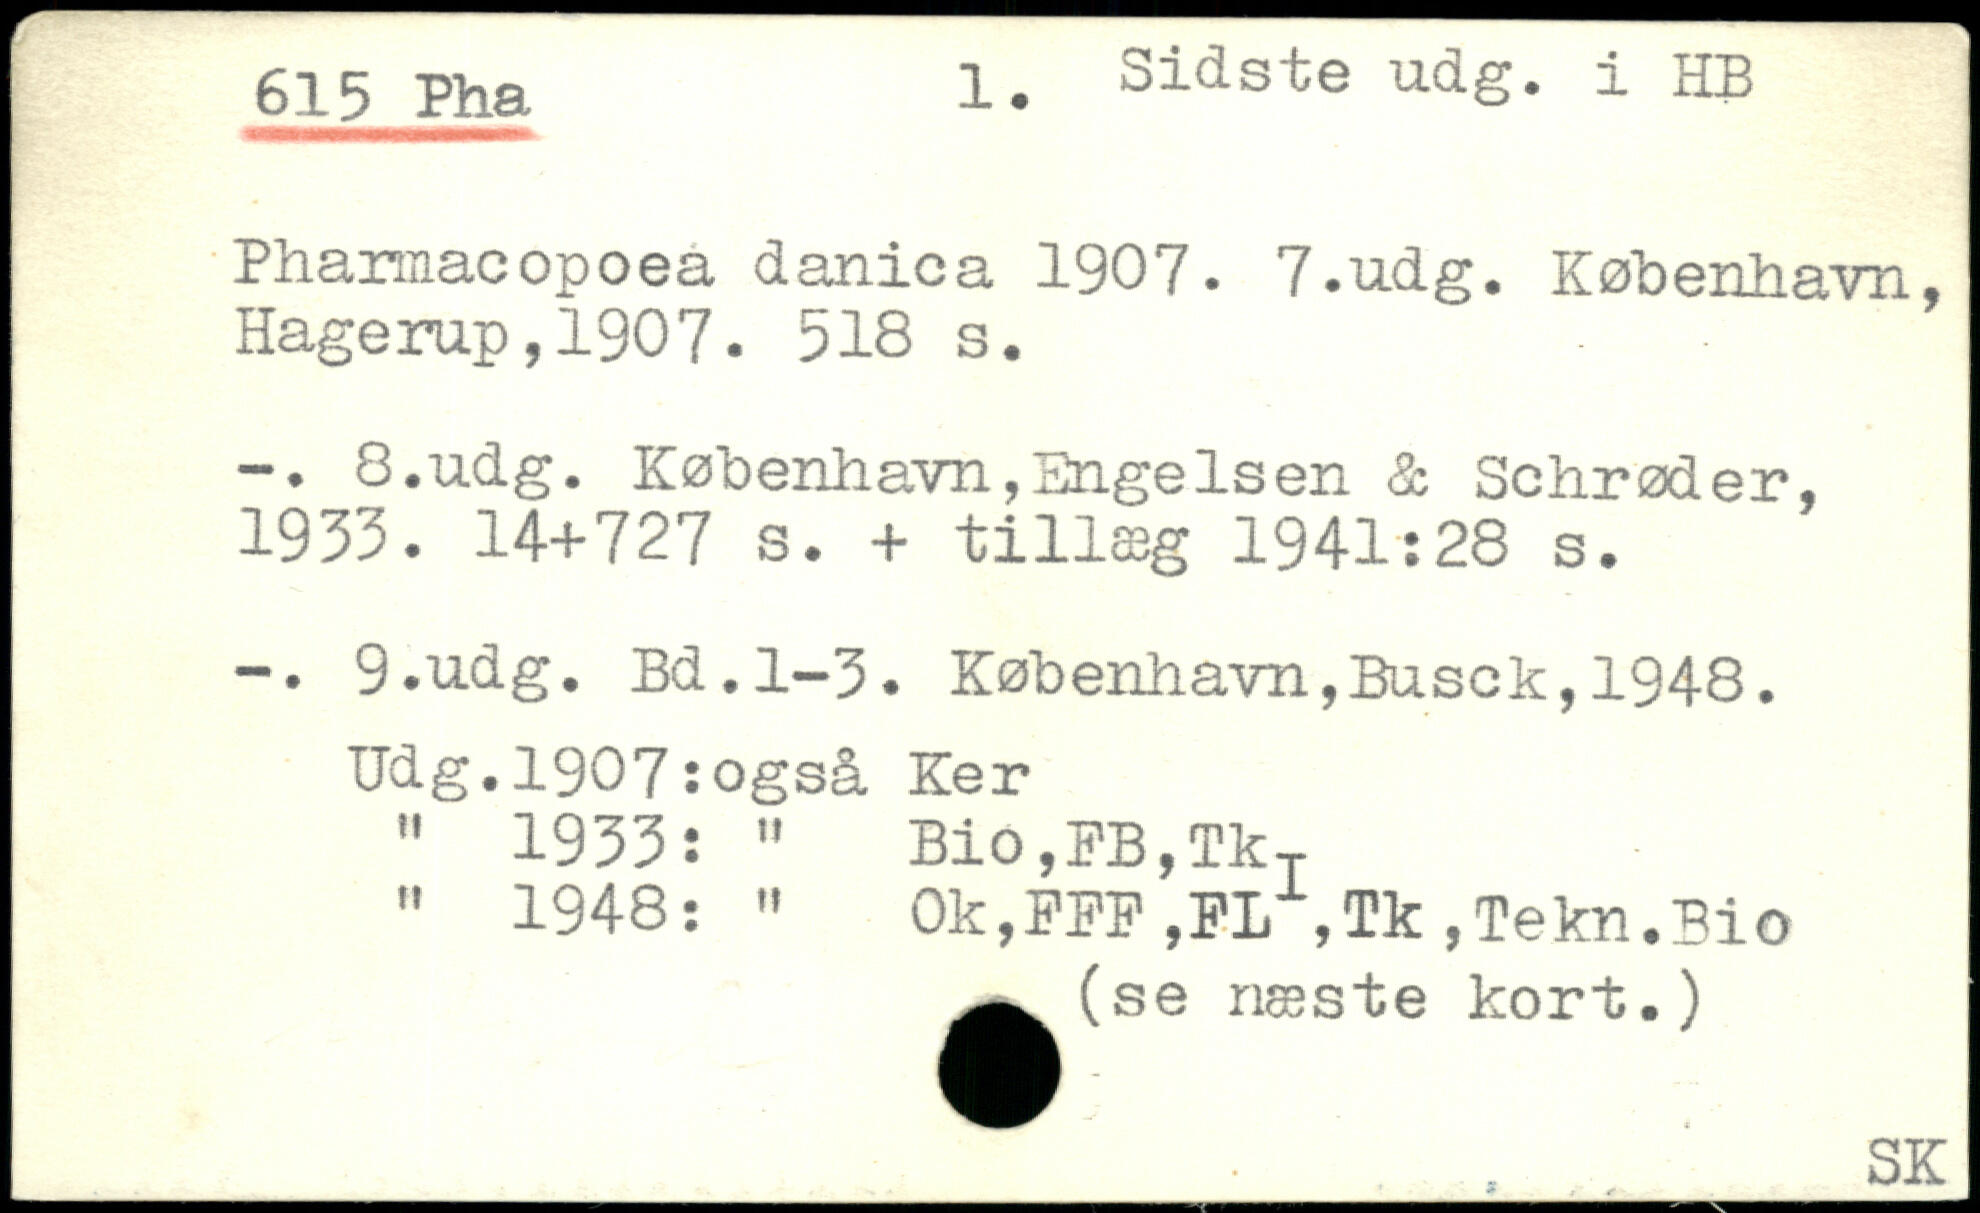 615 Pha 1. Sidste udg. i HB
Pharmacopoea danica 1907. 7.udg. København,
Hagerup,1907. 518 s.
-. 8.udg. København,Engelsen & Schrøder,
1933. 14+727 s. + tillæg 1941:28 s.
-. 9.udg. Bd.1-3. København,Busck,1948.
Udg.1907:også Ker
" 1933: " Bio,FB,Tk
" 1948: " Ok,FFF,FL I,Tk,Tekn.Bio
(se næste kort.)
SK